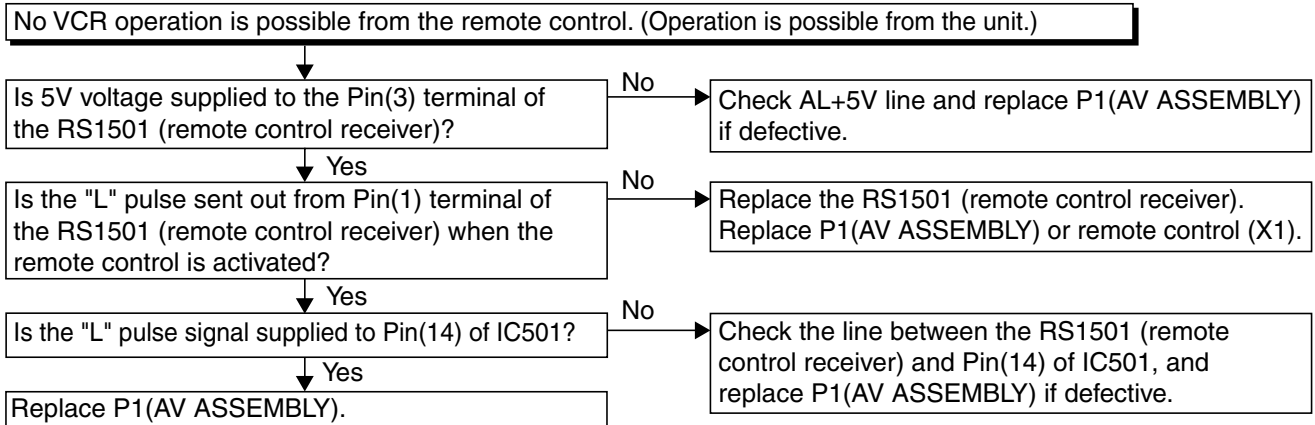 No VCR operation is possible from the remote control. (Operation is possible from the unit.)
Is 5V voltage supplied to the Pin(3) terminal of
the RS1501 (remote control receiver)?
No
Check AL+5V line and replace P1(AV ASSEMBLY)
if defective.
Yes
Is the "L" pulse sent out from Pin(1) terminal of
the RS1501 (remote control receiver) when the
remote control is activated?
No
Replace the RS1501 (remote control receiver).
Replace P1(AV ASSEMBLY) or remote control (X1).
Yes
Is the "L" pulse signal supplied to Pin(14) of IC501?
No
Check the line between the RS1501 (remote
control receiver) and Pin(14) of IC501, and
replace P1(AV ASSEMBLY) if defective.
Yes
Replace P1(AV ASSEMBLY).